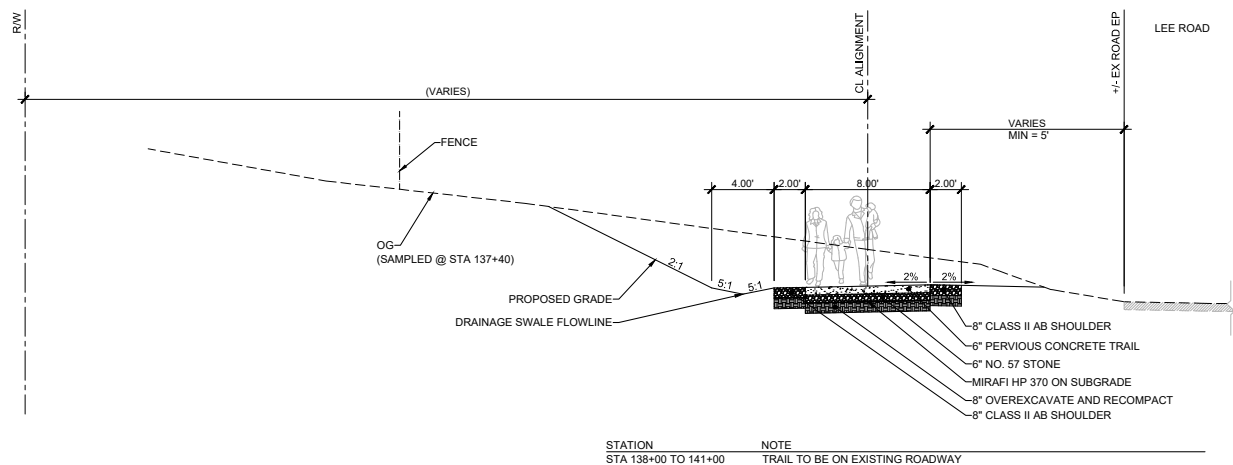 R/W
CL ALIGNMENT
+/- EX ROAD EP
LEE ROAD
(VARIES)
VARIES
MIN = 5'
FENCE
4.00'
2.00'
8.00'
2.00'
OG
(SAMPLED @ STA 137+40)
2:1
5:1
5:1
2%
2%
PROPOSED GRADE
DRAINAGE SWALE FLOWLINE
8" CLASS II AB SHOULDER
6" PERVIOUS CONCRETE TRAIL
6" NO. 57 STONE
MIRAFI HP 370 ON SUBGRADE
8" OVEREXCAVATE AND RECOMPACT
8" CLASS II AB SHOULDER
STATION NOTE
STA 138+00 TO 141+00 TRAIL TO BE ON EXISTING ROADWAY